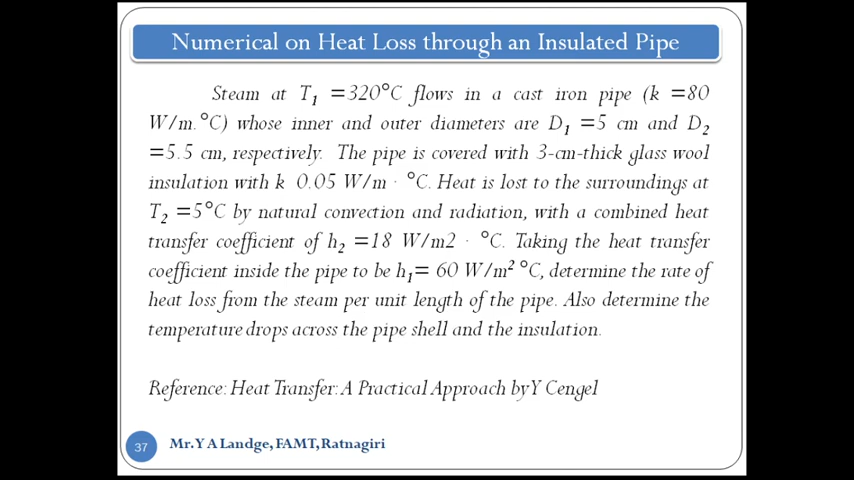 Numerical on Heat Loss through an Insulated Pipe
Steam at T₁ =320°C flows in a cast iron pipe (k =80
W/m.°C) whose inner and outer diameters are D₁ =5 cm and D₂
=5.5 cm, respectively. The pipe is covered with 3-cm-thick glass wool
insulation with k 0.05 W/m · °C. Heat is lost to the surroundings at
T₂ =5°C by natural convection and radiation, with a combined heat
transfer coefficient of h₂ =18 W/m2 · °C. Taking the heat transfer
coefficient inside the pipe to be h₁= 60 W/m² °C, determine the rate of
heat loss from the steam per unit length of the pipe. Also determine the
temperature drops across the pipe shell and the insulation.
Reference: Heat Transfer: A Practical Approach by Y Cengel
37
Mr. Y A Landge, FAMT, Ratnagiri